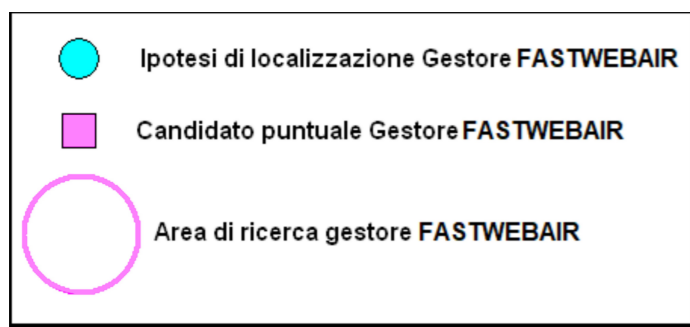 Ipotesi di localizzazione Gestore FASTWEBAIR
Candidato puntuale Gestore FASTWEBAIR
Area di ricerca gestore FASTWEBAIR